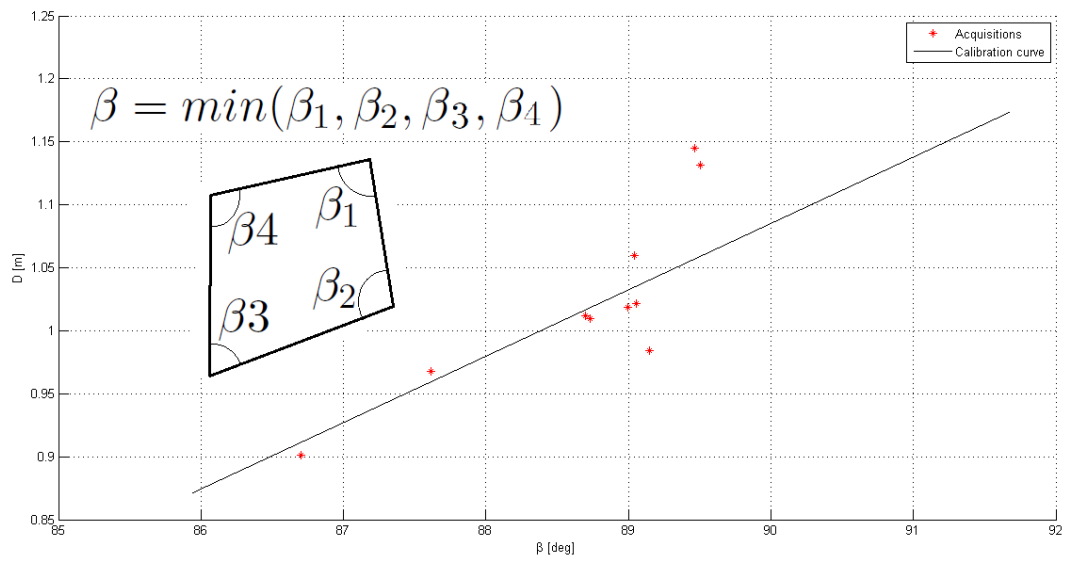 1.25
Acquisitions
Calibration curve
1.2
β = min(β₁, β₂, β₃, β₄)
1.15
β₁
1.1
β4
β₂
1.05
D [m]
β3
1
0.95
0.9
0.85
85 86 87 88 89 90 91 92
β [deg]